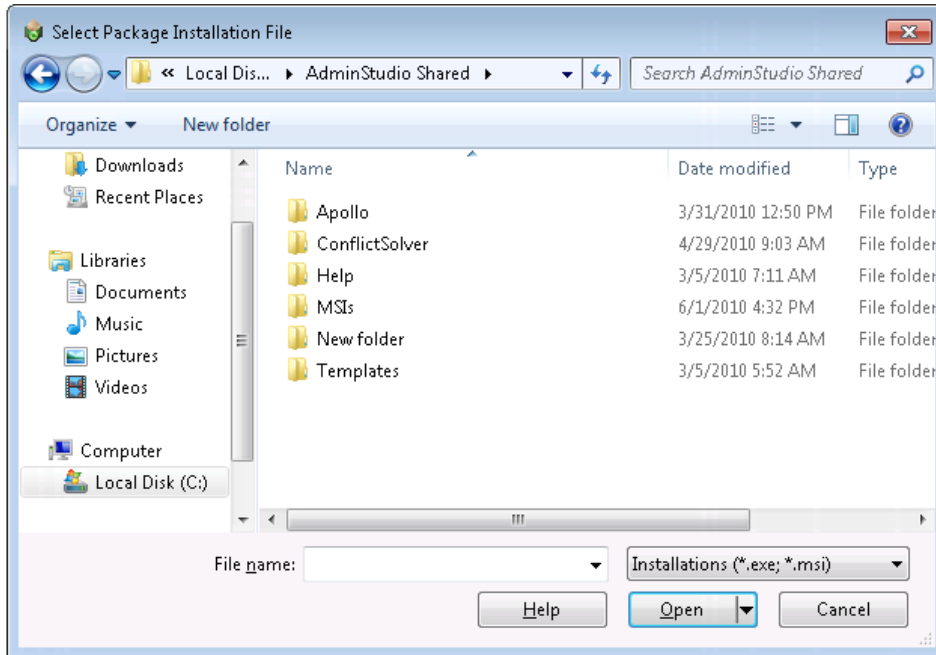 Select Package Installation File
« Local Dis... AdminStudio Shared Search AdminStudio Shared
Organize New folder
Downloads
Recent Places
Libraries
Documents
Music
Pictures
Videos
Computer
Local Disk (C:)
Name Date modified Type
Apollo 3/31/2010 12:50 PM File folder
ConflictSolver 4/29/2010 9:03 AM File folder
Help 3/5/2010 7:11 AM File folder
MSIs 6/1/2010 4:32 PM File folder
New folder 3/25/2010 8:14 AM File folder
Templates 3/5/2010 5:52 AM File folder
File name: Installations (*.exe; *.msi)
Help Open Cancel